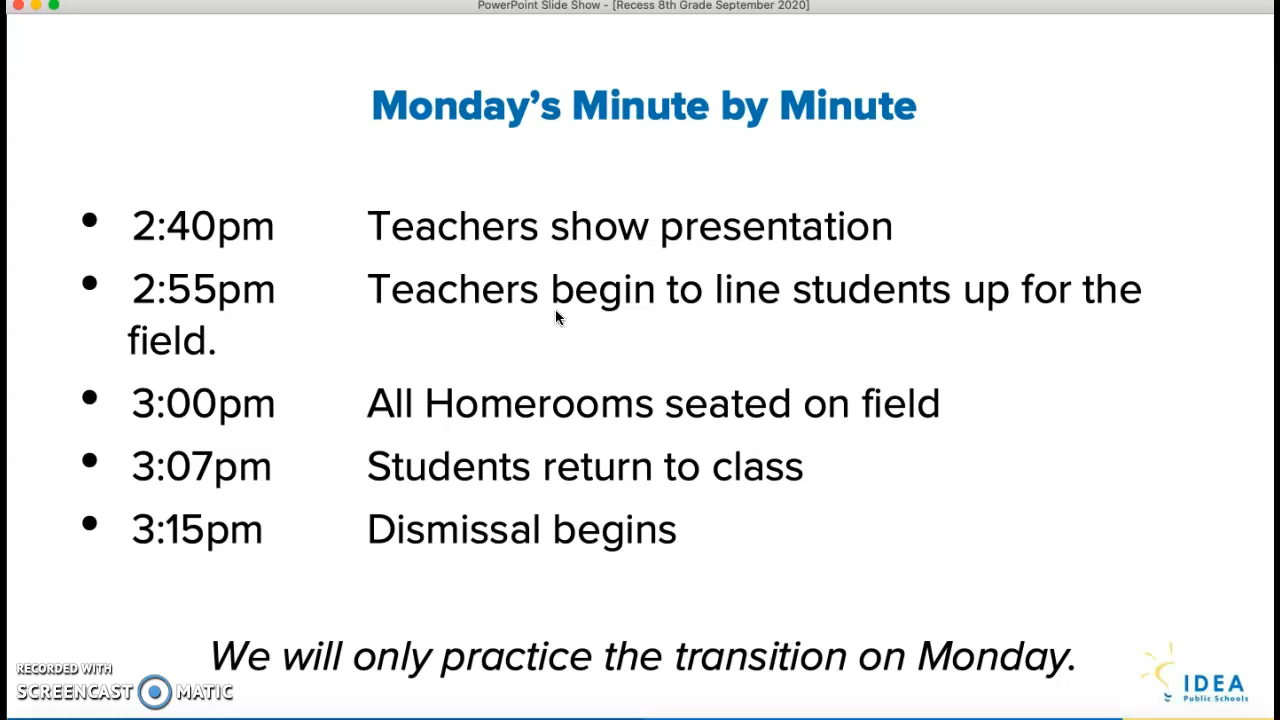 PowerPoint Slide Show - [Recess 8th Grade September 2020]
Monday's Minute by Minute
• 2:40pm Teachers show presentation
• 2:55pm Teachers begin to line students up for the
field.
• 3:00pm All Homerooms seated on field
• 3:07pm Students return to class
• 3:15pm Dismissal begins
We will only practice the transition on Monday.
RECORDED WITH
SCREENCAST MATIC
IDEA
Public Schools